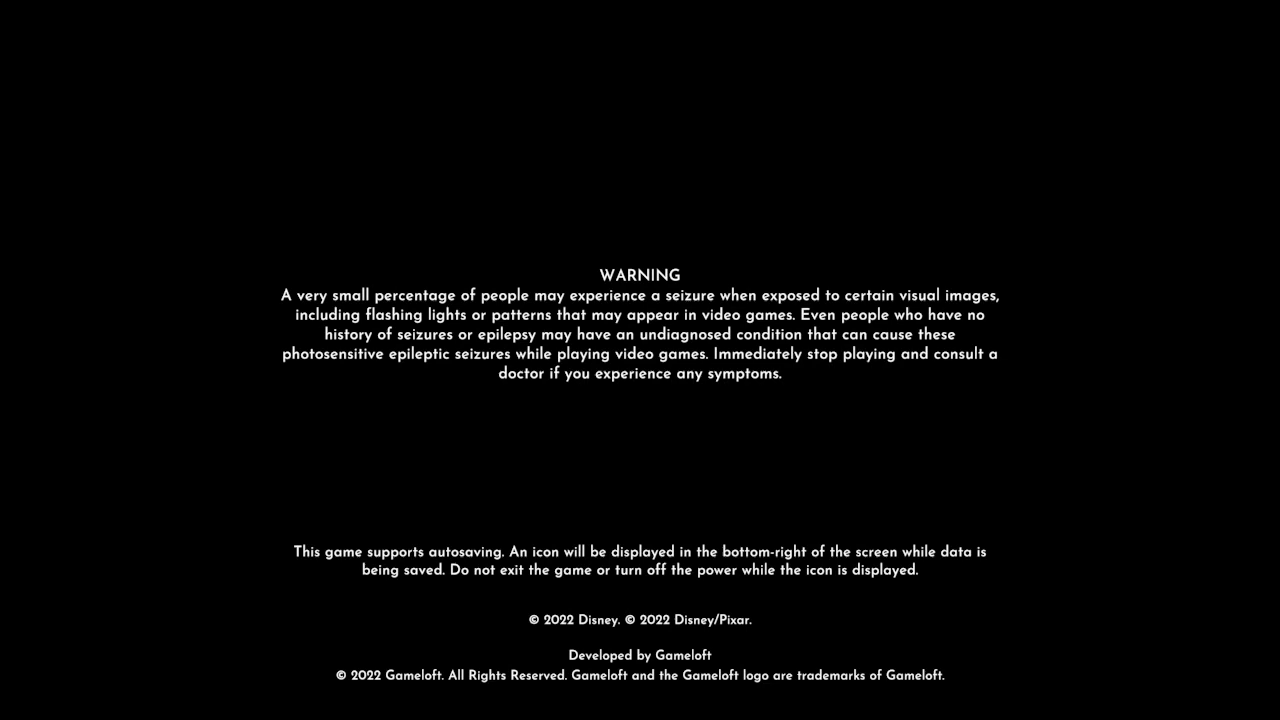 WARNING
A very small percentage of people may experience a seizure when exposed to certain visual images,
including flashing lights or patterns that may appear in video games. Even people who have no
history of seizures or epilepsy may have an undiagnosed condition that can cause these
photosensitive epileptic seizures while playing video games. Immediately stop playing and consult a
doctor if you experience any symptoms.
This game supports autosaving. An icon will be displayed in the bottom-right of the screen while data is
being saved. Do not exit the game or turn off the power while the icon is displayed.
© 2022 Disney. © 2022 Disney/Pixar.
Developed by Gameloft
© 2022 Gameloft. All Rights Reserved. Gameloft and the Gameloft logo are trademarks of Gameloft.